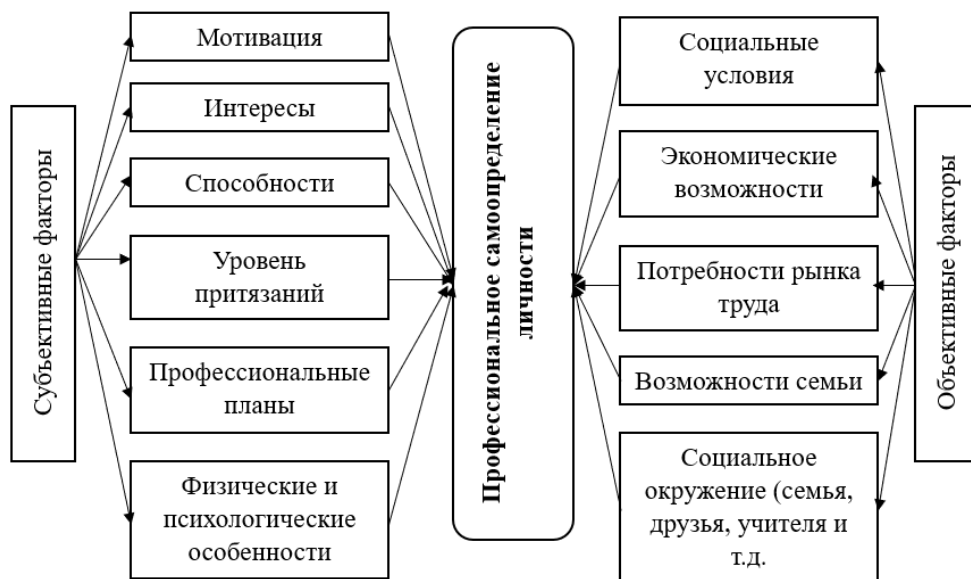 Субъективные факторы
Мотивация
Интересы
Способности
Уровень
притязаний
Профессиональные
планы
Физические и
психологические
особенности
Профессиональное самоопределение
личности
Социальные
условия
Экономические
возможности
Потребности рынка
труда
Возможности семьи
Социальное
окружение (семья,
друзья, учителя и
т.д.
Объективные факторы